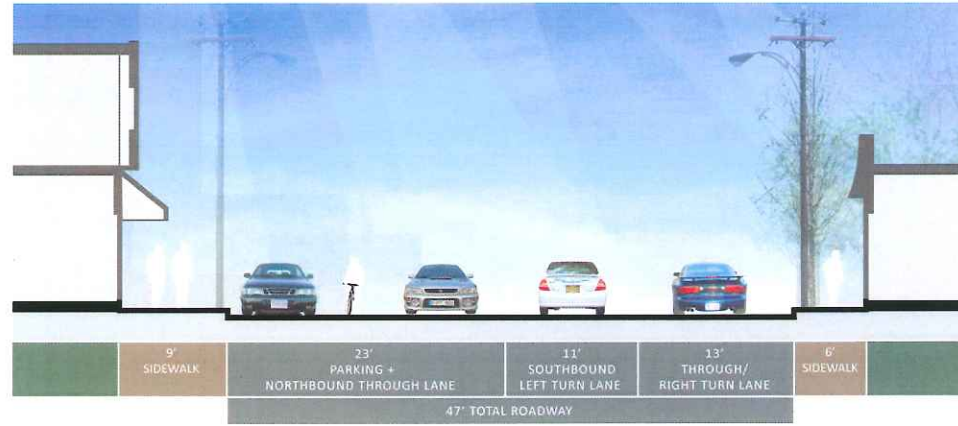 9'
SIDEWALK
23'
PARKING +
NORTHBOUND THROUGH LANE
11'
SOUTHBOUND
LEFT TURN LANE
13'
THROUGH/
RIGHT TURN LANE
6'
SIDEWALK
47' TOTAL ROADWAY